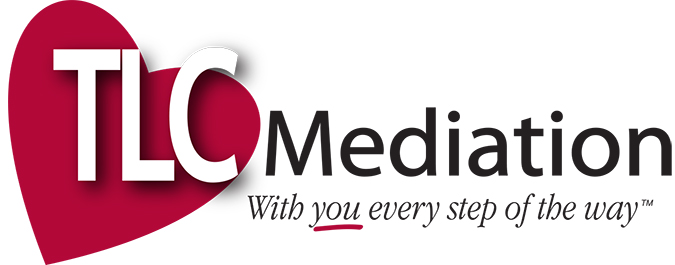 TLC Mediation
With you every step of the way™